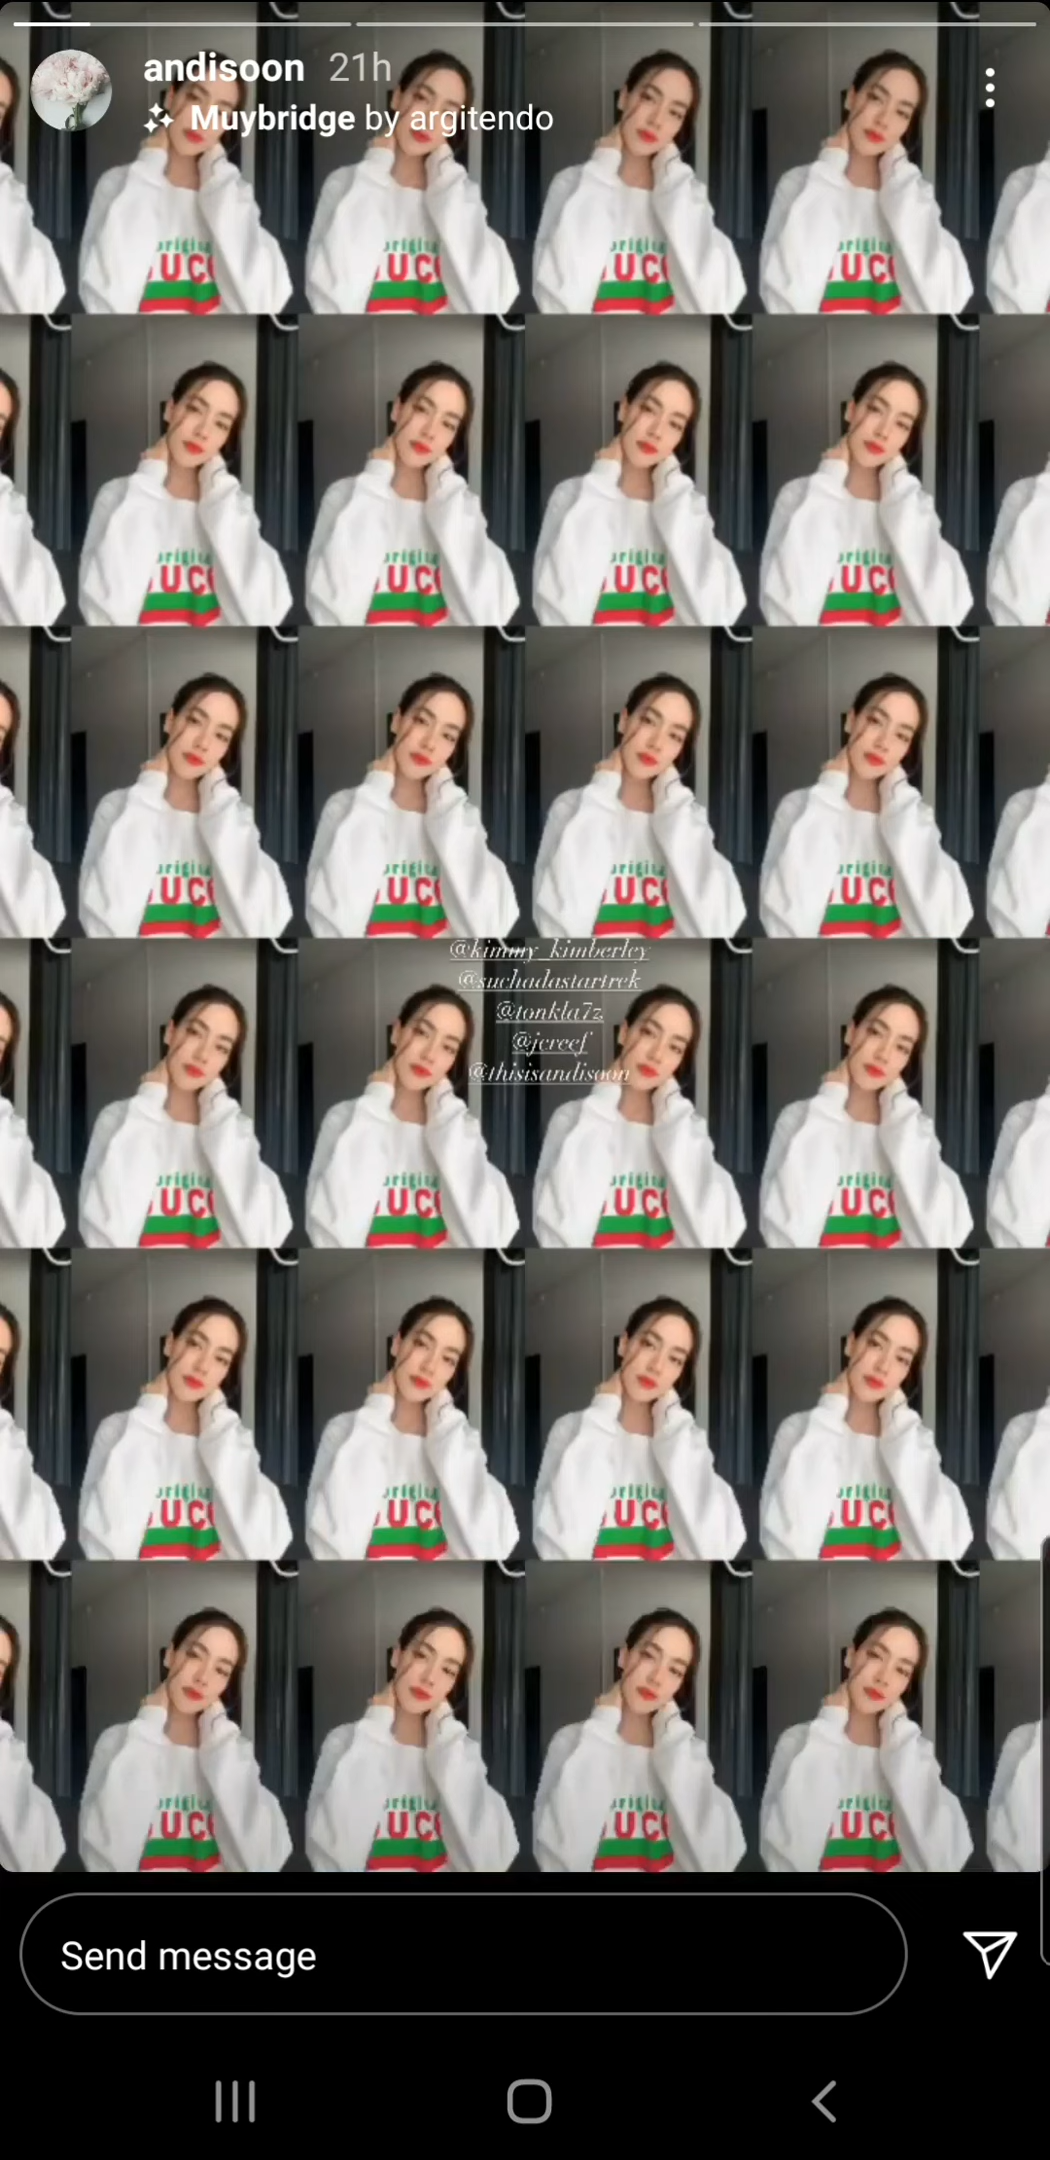 andisoon 21h
Muybridge by argitendo
@kimmy_kimberley
@suchadastartrek
@tonkla7z
@jcreef
@thisisandisoon
Send message